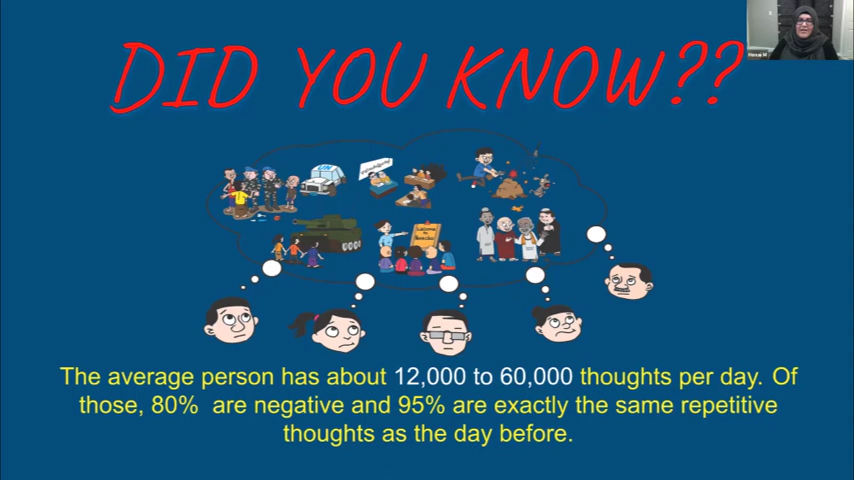 DID YOU KNOW??
UN
The average person has about 12,000 to 60,000 thoughts per day. Of
those, 80% are negative and 95% are exactly the same repetitive
thoughts as the day before.